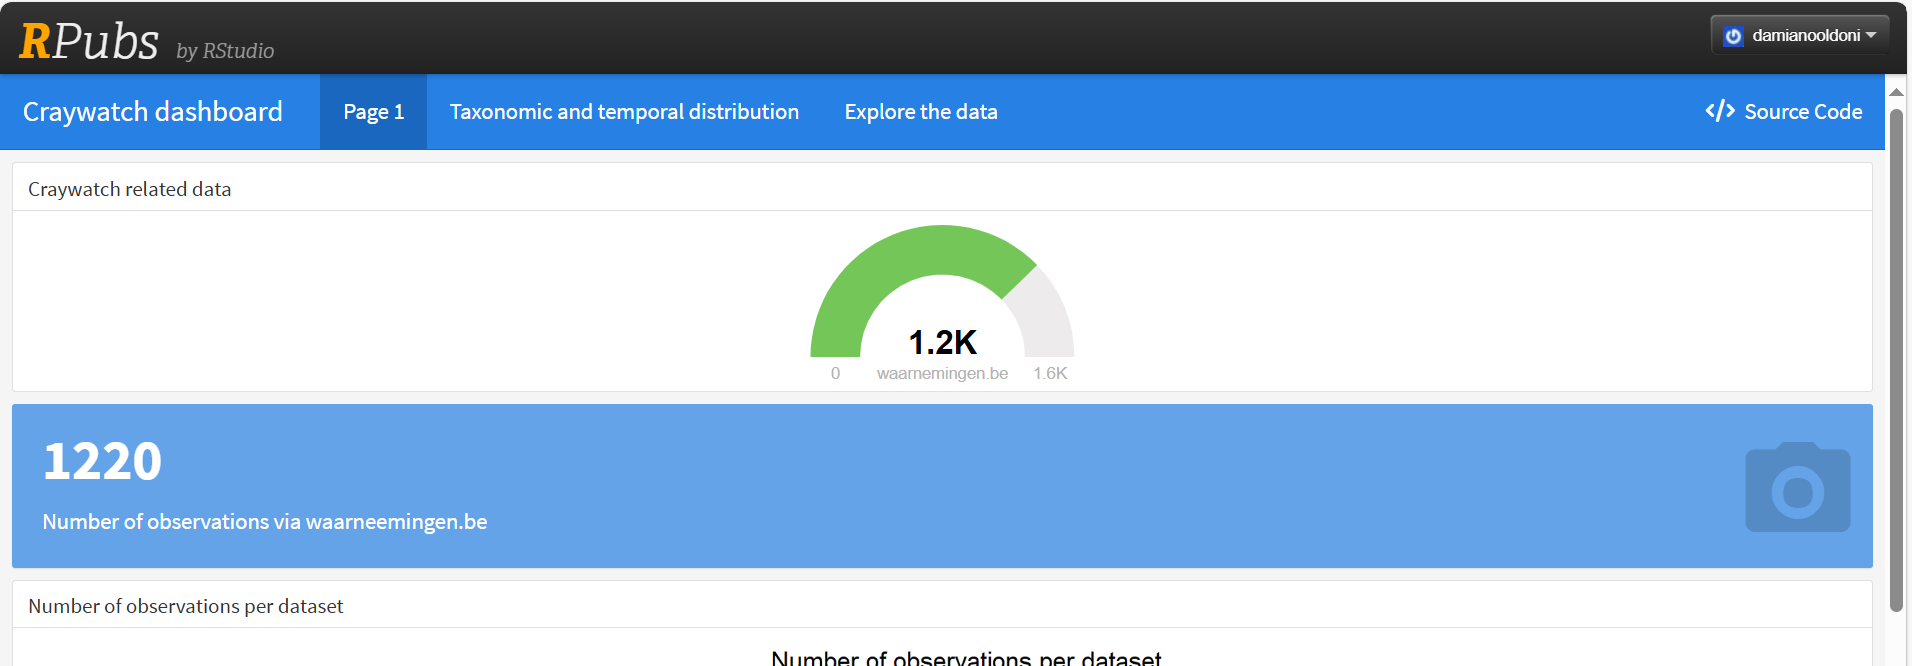 RPubs by RStudio
damianooldoni
Craywatch dashboard
Page 1
Taxonomic and temporal distribution
Explore the data
</> Source Code
Craywatch related data
1.2K
0
waarnemingen.be
1.6K
1220
Number of observations via waarneemingen.be
Number of observations per dataset
Number of observations per dataset